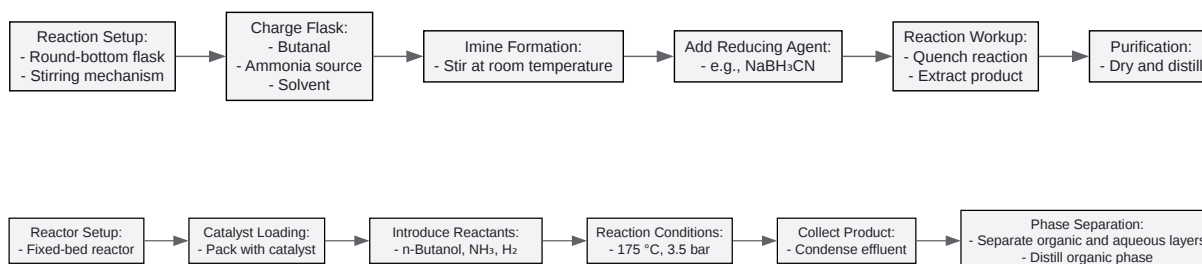 Reaction Setup:
- Round-bottom flask
- Stirring mechanism
Charge Flask:
- Butanal
- Ammonia source
- Solvent
Imine Formation:
- Stir at room temperature
Add Reducing Agent:
- e.g., NaBH₃CN
Reaction Workup:
- Quench reaction
- Extract product
Purification:
- Dry and distill
Reactor Setup:
- Fixed-bed reactor
Catalyst Loading:
- Pack with catalyst
Introduce Reactants:
- n-Butanol, NH₃, H₂
Reaction Conditions:
- 175 °C, 3.5 bar
Collect Product:
- Condense effluent
Phase Separation:
- Separate organic and aqueous layers
- Distill organic phase